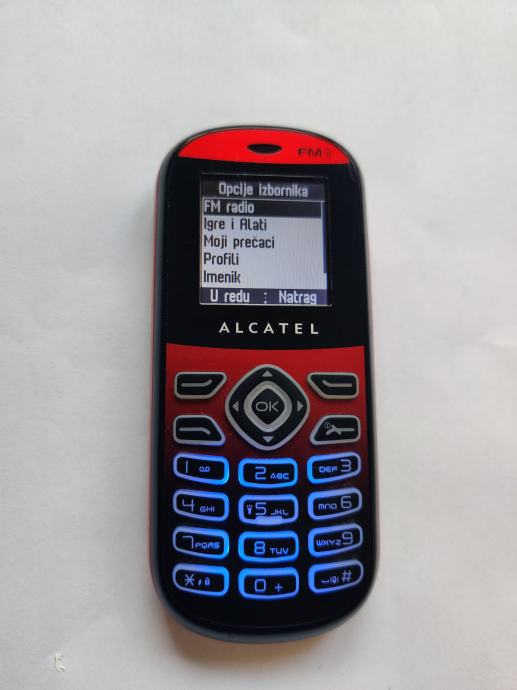 FM
Opcije izbornika
FM radio
Igre i Alati
Moji prečaci
Profili
Imenik
U redu : Natrag
ALCATEL
OK
1 2 ABC DEF 3
4 GHI 5 JKL MNO 6
7 PQRS 8 TUV WXYZ 9
* 0 + #